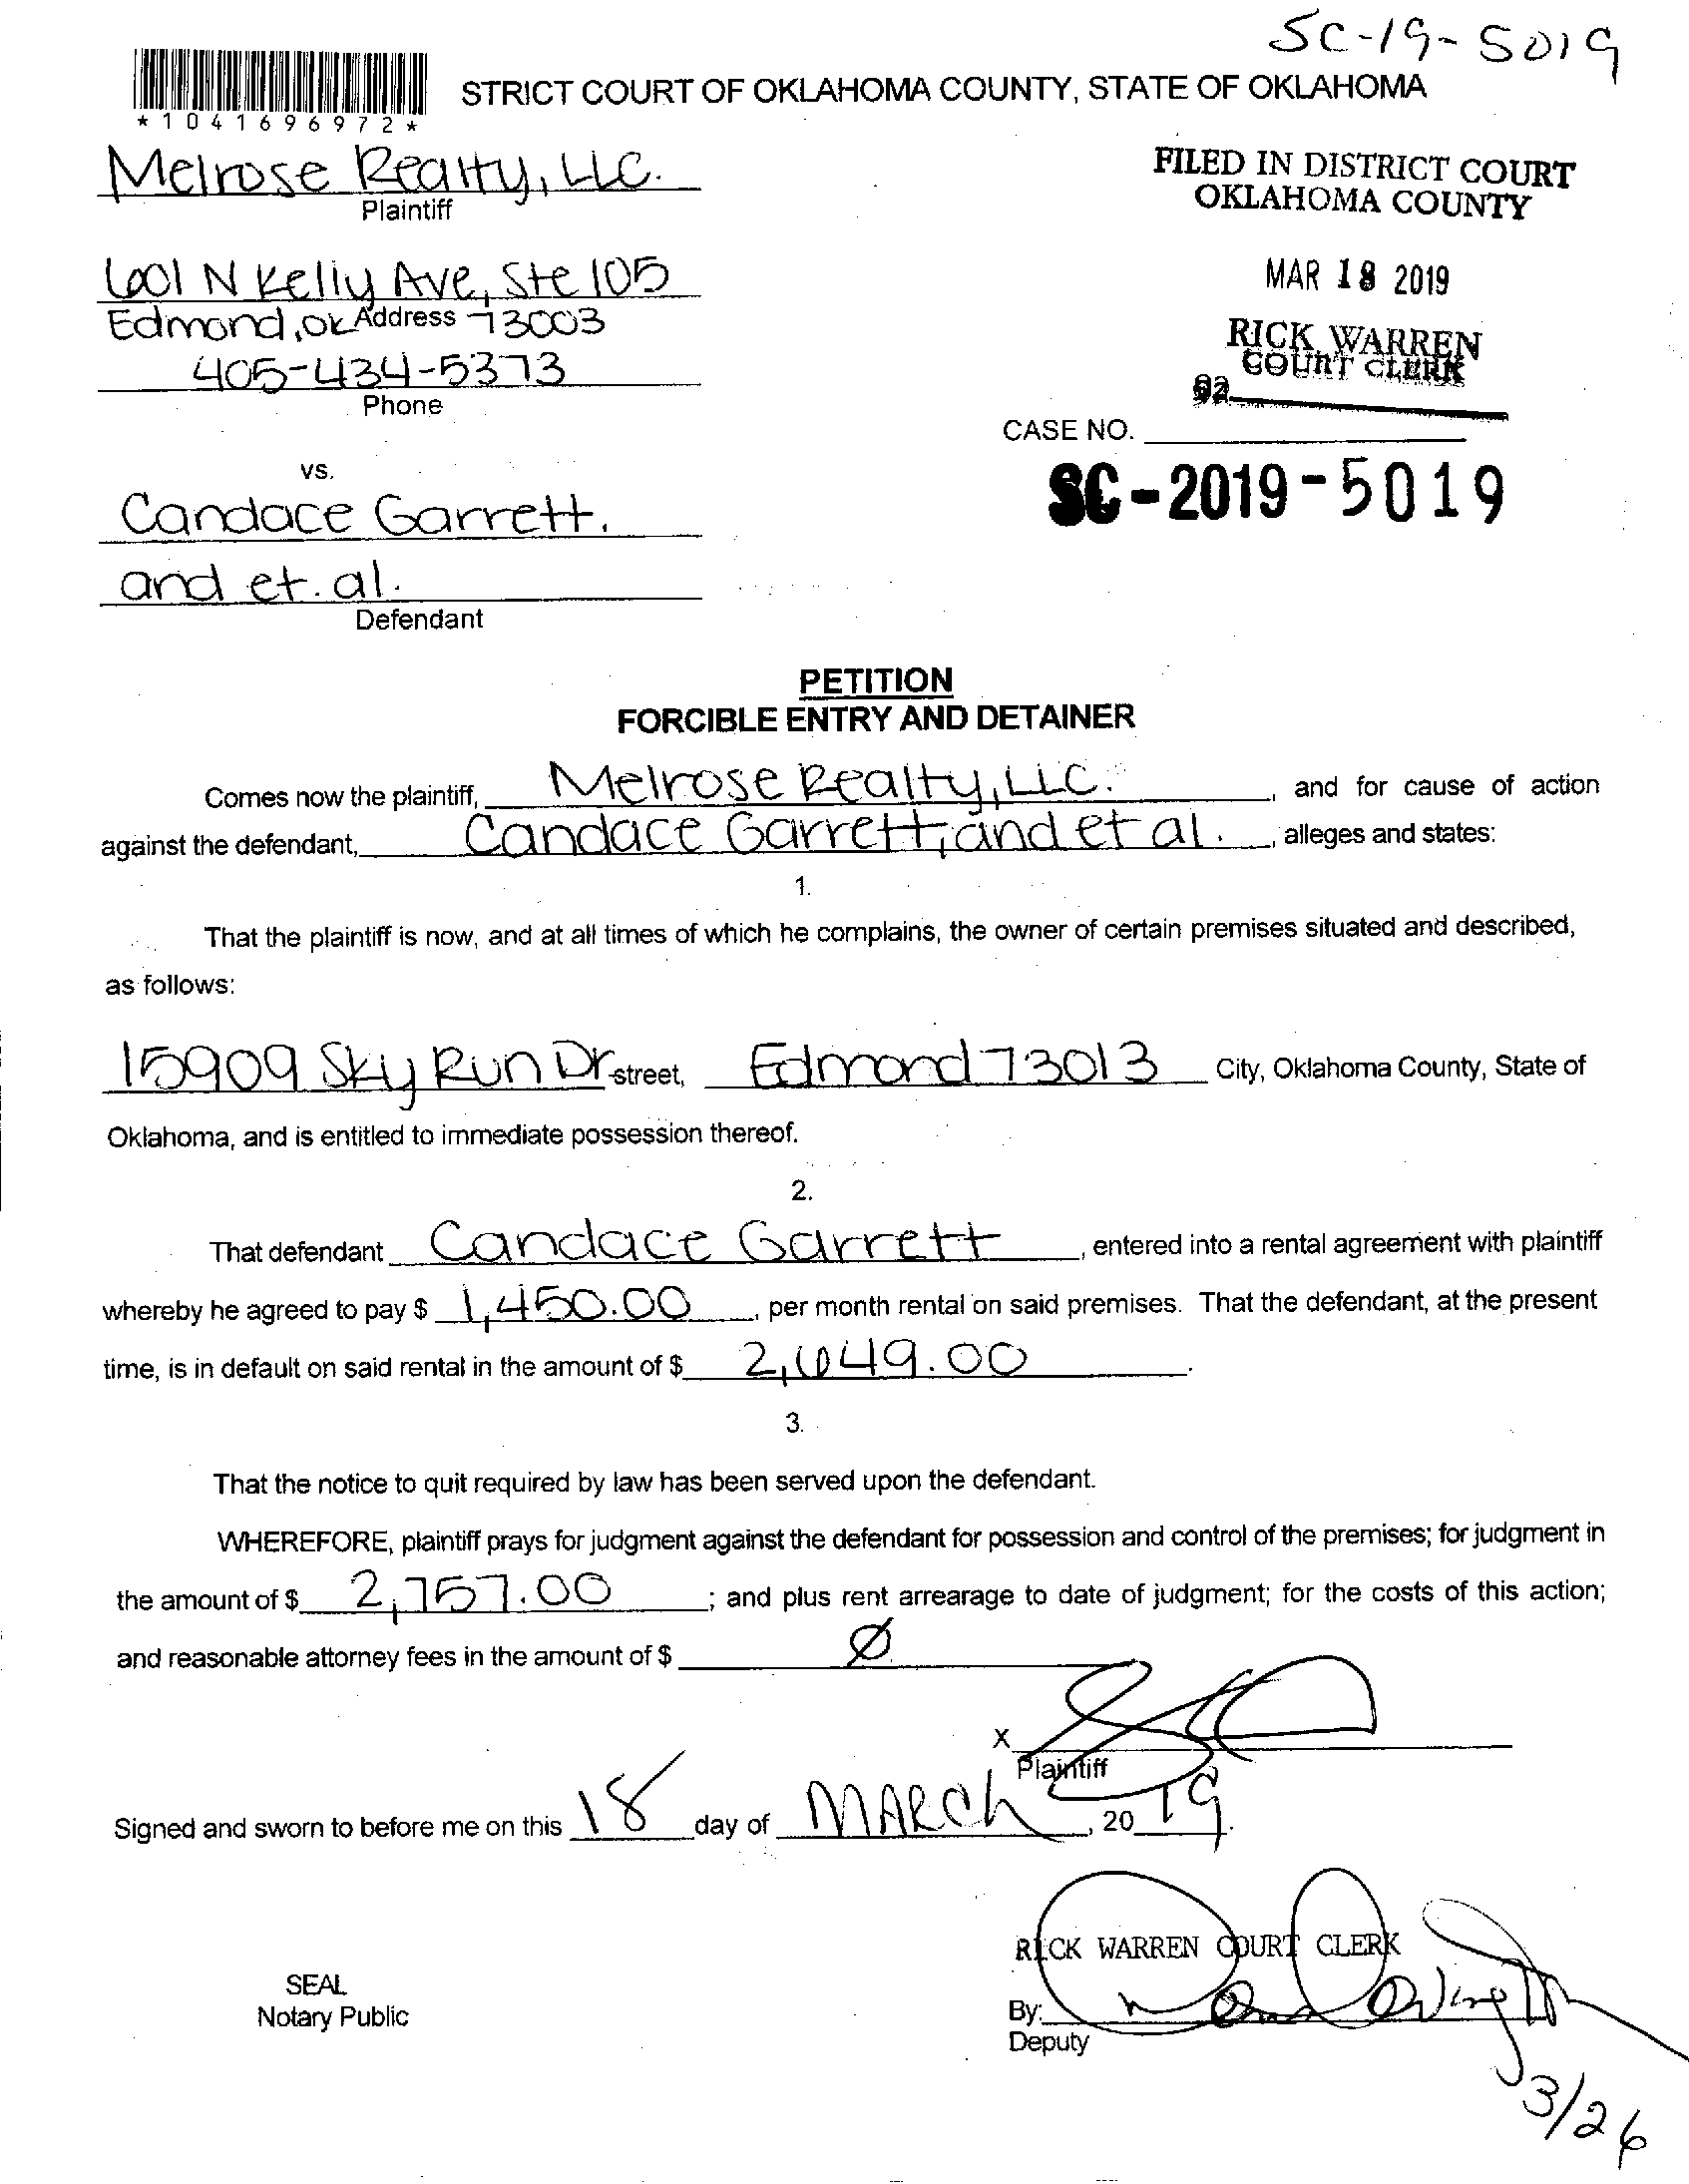 SC-19-5019
*1041696972*
STRICT COURT OF OKLAHOMA COUNTY, STATE OF OKLAHOMA
Melrose Realty, LLC.
Plaintiff
FILED IN DISTRICT COURT
OKLAHOMA COUNTY
MAR 18 2019
RICK WARREN
COURT CLERK
92
601 N Kelly Ave, Ste 105
Edmond, OK Address 73003
405-434-5373
Phone
CASE NO.
SC-2019-5019
vs.
Candace Garrett,
and et. al.
Defendant
PETITION
FORCIBLE ENTRY AND DETAINER
Comes now the plaintiff, Melrose Realty, LLC. , and for cause of action
against the defendant, Candace Garrett, and et al. , alleges and states:
1.
That the plaintiff is now, and at all times of which he complains, the owner of certain premises situated and described,
as follows:
15909 Sky Run Dr street, Edmond 73013 City, Oklahoma County, State of
Oklahoma, and is entitled to immediate possession thereof.
2.
That defendant Candace Garrett , entered into a rental agreement with plaintiff
whereby he agreed to pay $ 1,450.00 , per month rental on said premises. That the defendant, at the present
time, is in default on said rental in the amount of $ 2,649.00 .
3.
That the notice to quit required by law has been served upon the defendant.
WHEREFORE, plaintiff prays for judgment against the defendant for possession and control of the premises; for judgment in
the amount of $ 2,757.00 ; and plus rent arrearage to date of judgment; for the costs of this action;
and reasonable attorney fees in the amount of $ Ø
X
Plaintiff
Signed and sworn to before me on this 18 day of MARCh , 20 19.
RICK WARREN COURT CLERK
SEAL
Notary Public
By:
Deputy
3/26